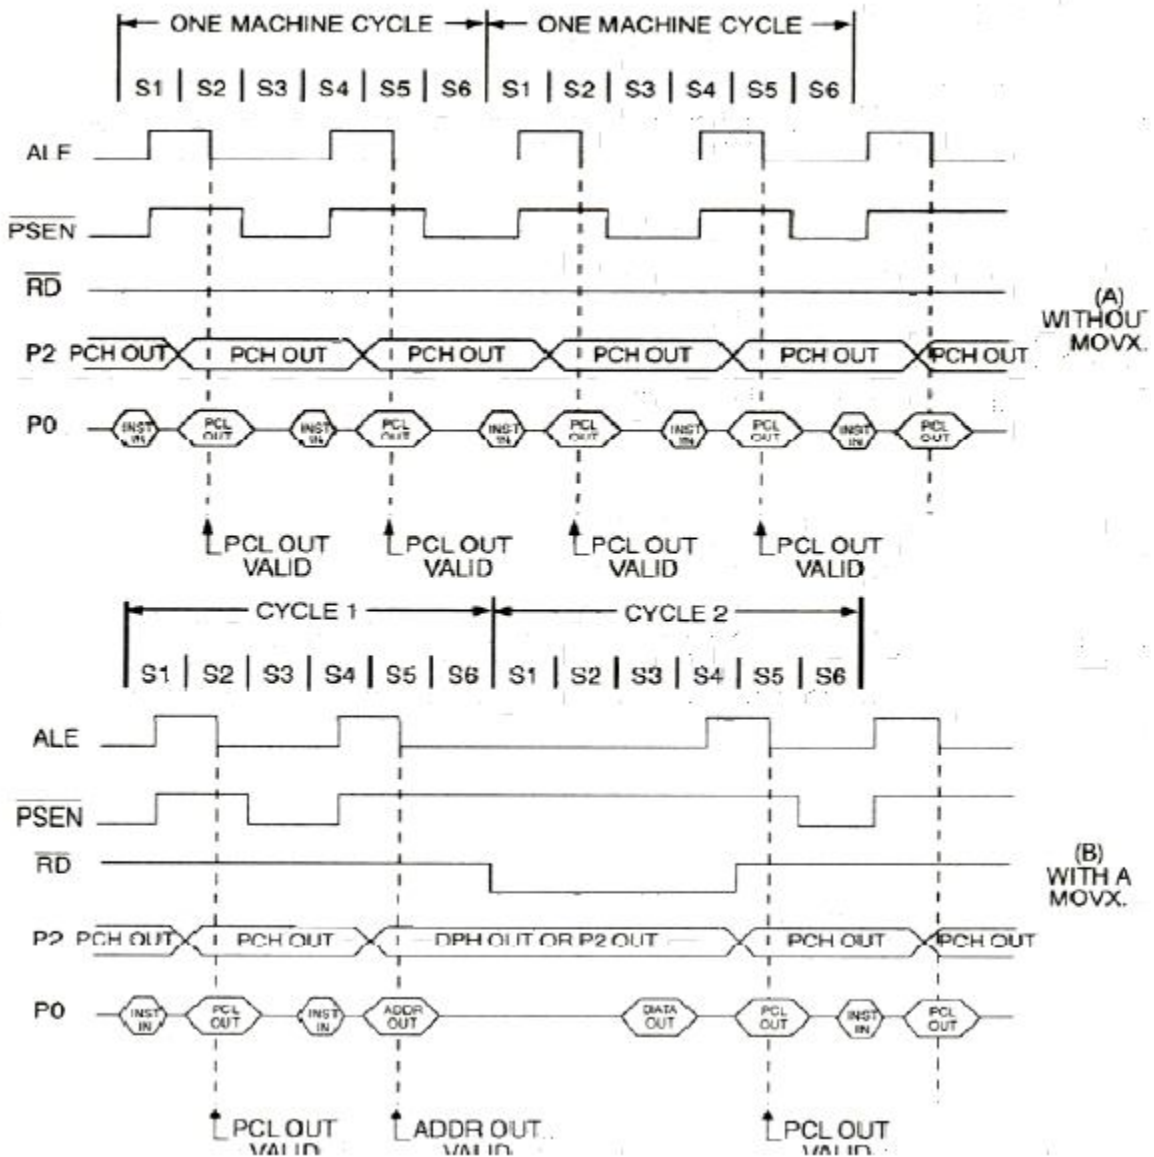 ONE MACHINE CYCLE ONE MACHINE CYCLE
S1 S2 S3 S4 S5 S6 S1 S2 S3 S4 S5 S6
ALE
PSEN
RD
(A)
WITHOUT
MOVX.
P2 PCH OUT PCH OUT PCH OUT PCH OUT PCH OUT PCH OUT
P0 INST IN PCL OUT INST IN PCL OUT INST IN PCL OUT INST IN PCL OUT INST IN PCL OUT
PCL OUT VALID PCL OUT VALID PCL OUT VALID PCL OUT VALID
CYCLE 1 CYCLE 2
S1 S2 S3 S4 S5 S6 S1 S2 S3 S4 S5 S6
ALE
PSEN
RD
(B)
WITH A
MOVX.
P2 PCH OUT PCH OUT DPH OUT OR P2 OUT PCH OUT PCH OUT
P0 INST IN PCL OUT INST IN ADDR OUT DATA OUT PCL OUT INST IN PCL OUT
PCL OUT VALID ADDR OUT VALID PCL OUT VALID